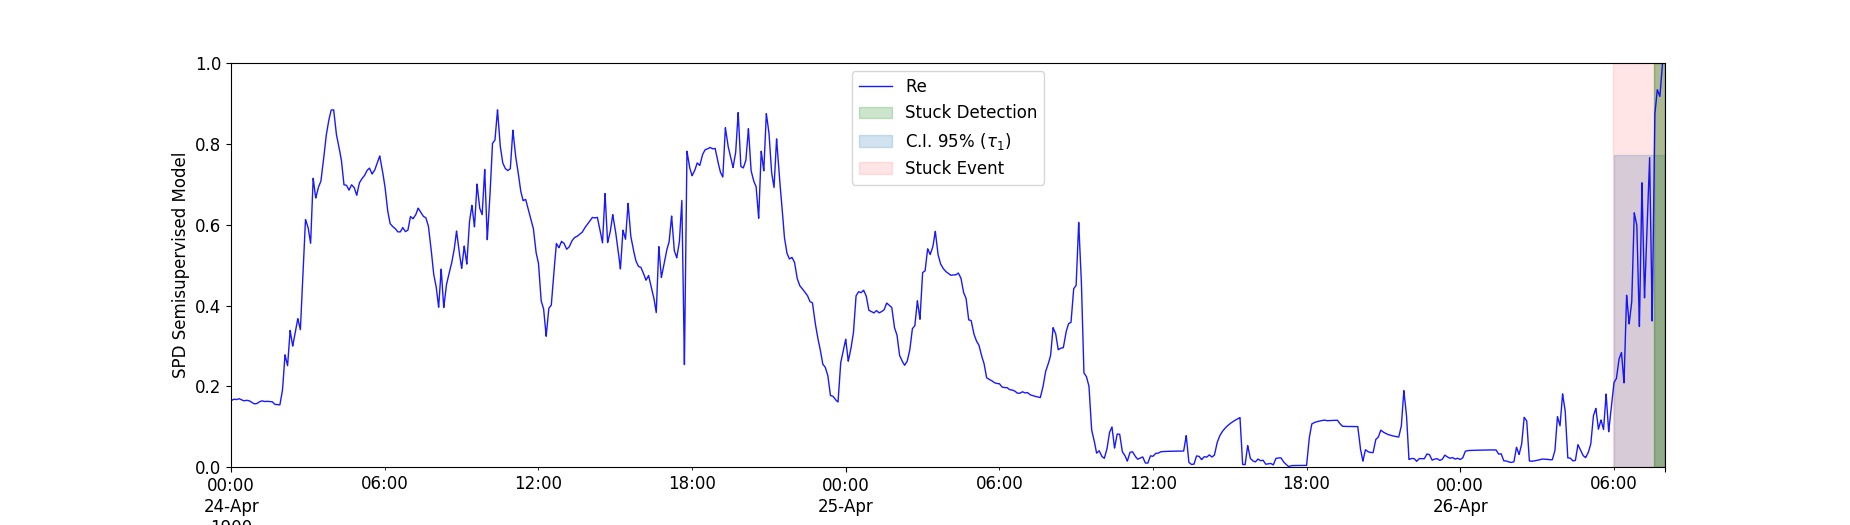 SPD Semisupervised Model
1.0
0.8
0.6
0.4
0.2
0.0
Re
Stuck Detection
C.I. 95% (τ₁)
Stuck Event
00:00 06:00 12:00 18:00 00:00 06:00 12:00 18:00 00:00 06:00
24-Apr 25-Apr 26-Apr
1900